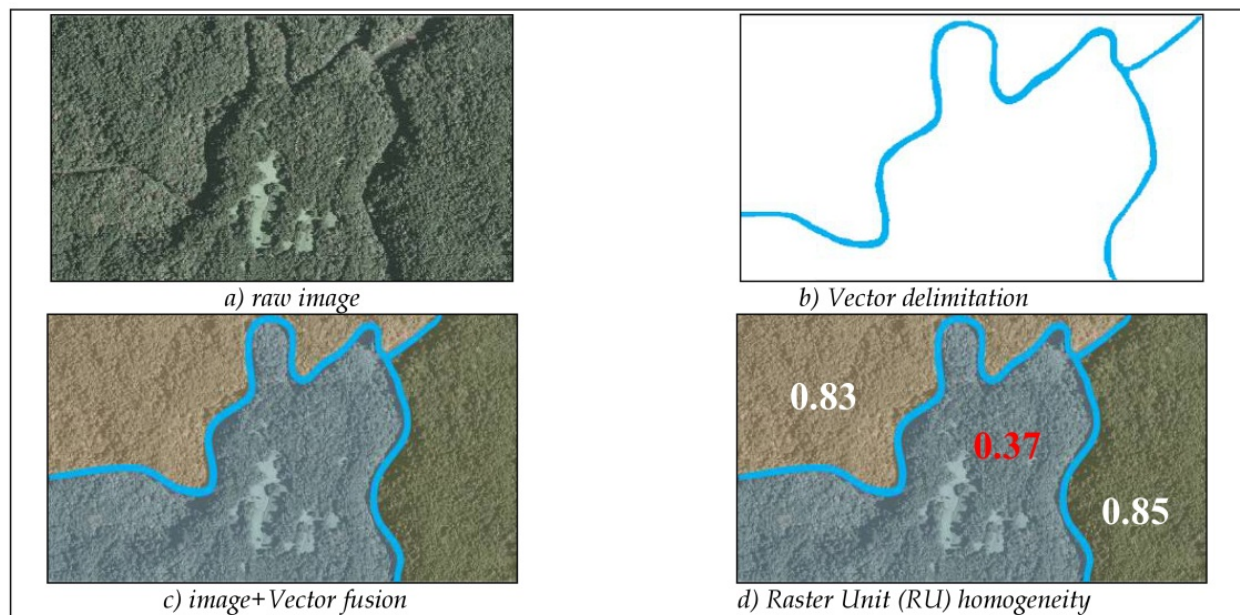 a) raw image
b) Vector delimitation
c) image+Vector fusion
0.83
0.37
0.85
d) Raster Unit (RU) homogeneity